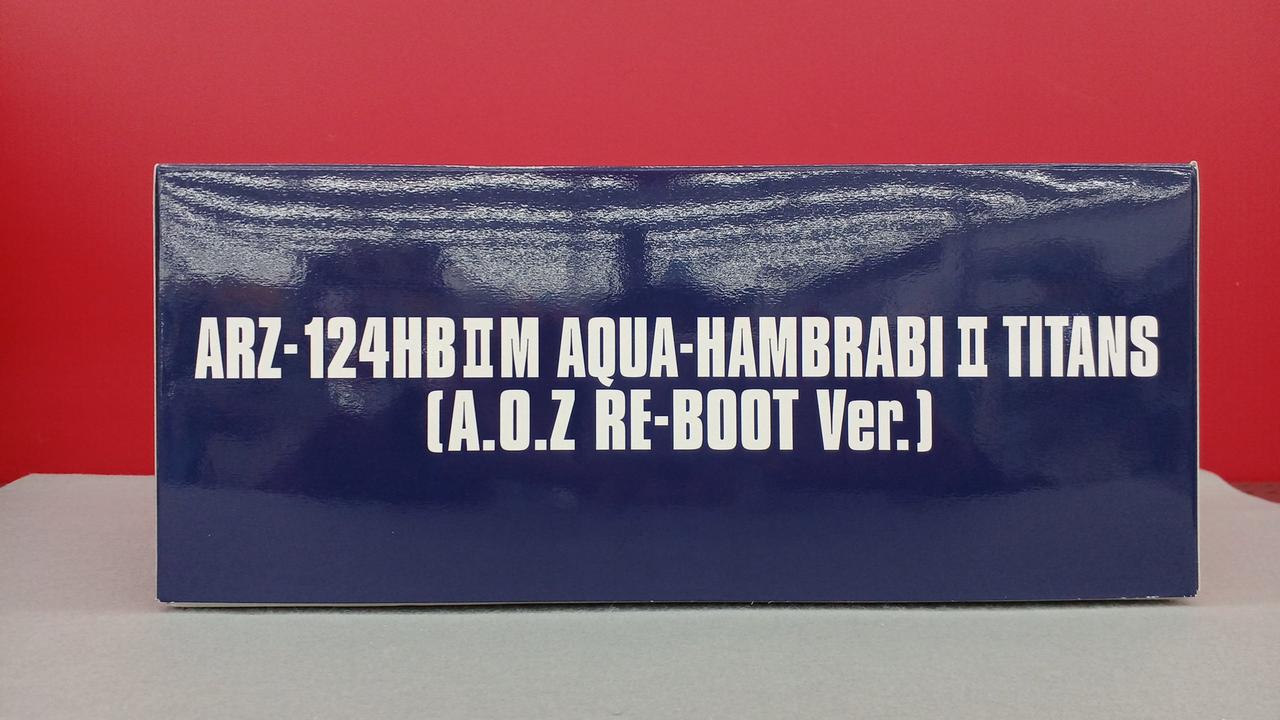 ARZ-124HBⅡM AQUA-HAMBRABI Ⅱ TITANS
(A.O.Z RE-BOOT Ver.)